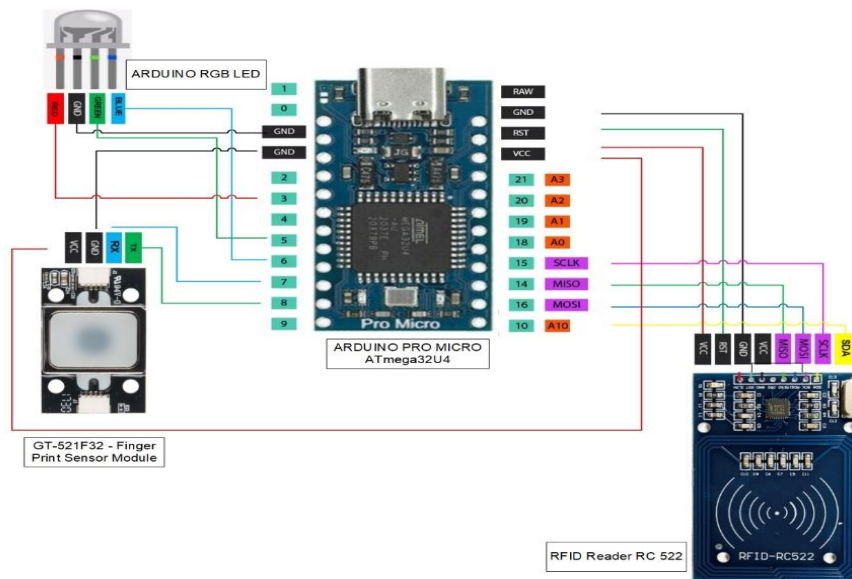 ARDUINO RGB LED
RED
GND
GREEN
BLUE
1
0
GND
GND
2
3
4
5
6
7
8
9
RAW
GND
RST
VCC
21 A3
20 A2
19 A1
18 A0
15 SCLK
14 MISO
16 MOSI
10 A10
JG
ATMEL
MEGA32U4
Pro Micro
ARDUINO PRO MICRO
ATmega32U4
VCC
GND
RX
TX
GT-521F32 - Finger
Print Sensor Module
VCC
RST
GND
VCC
MISO
MOSI
SCLK
SDA
RFID-RC522
RFID Reader RC 522